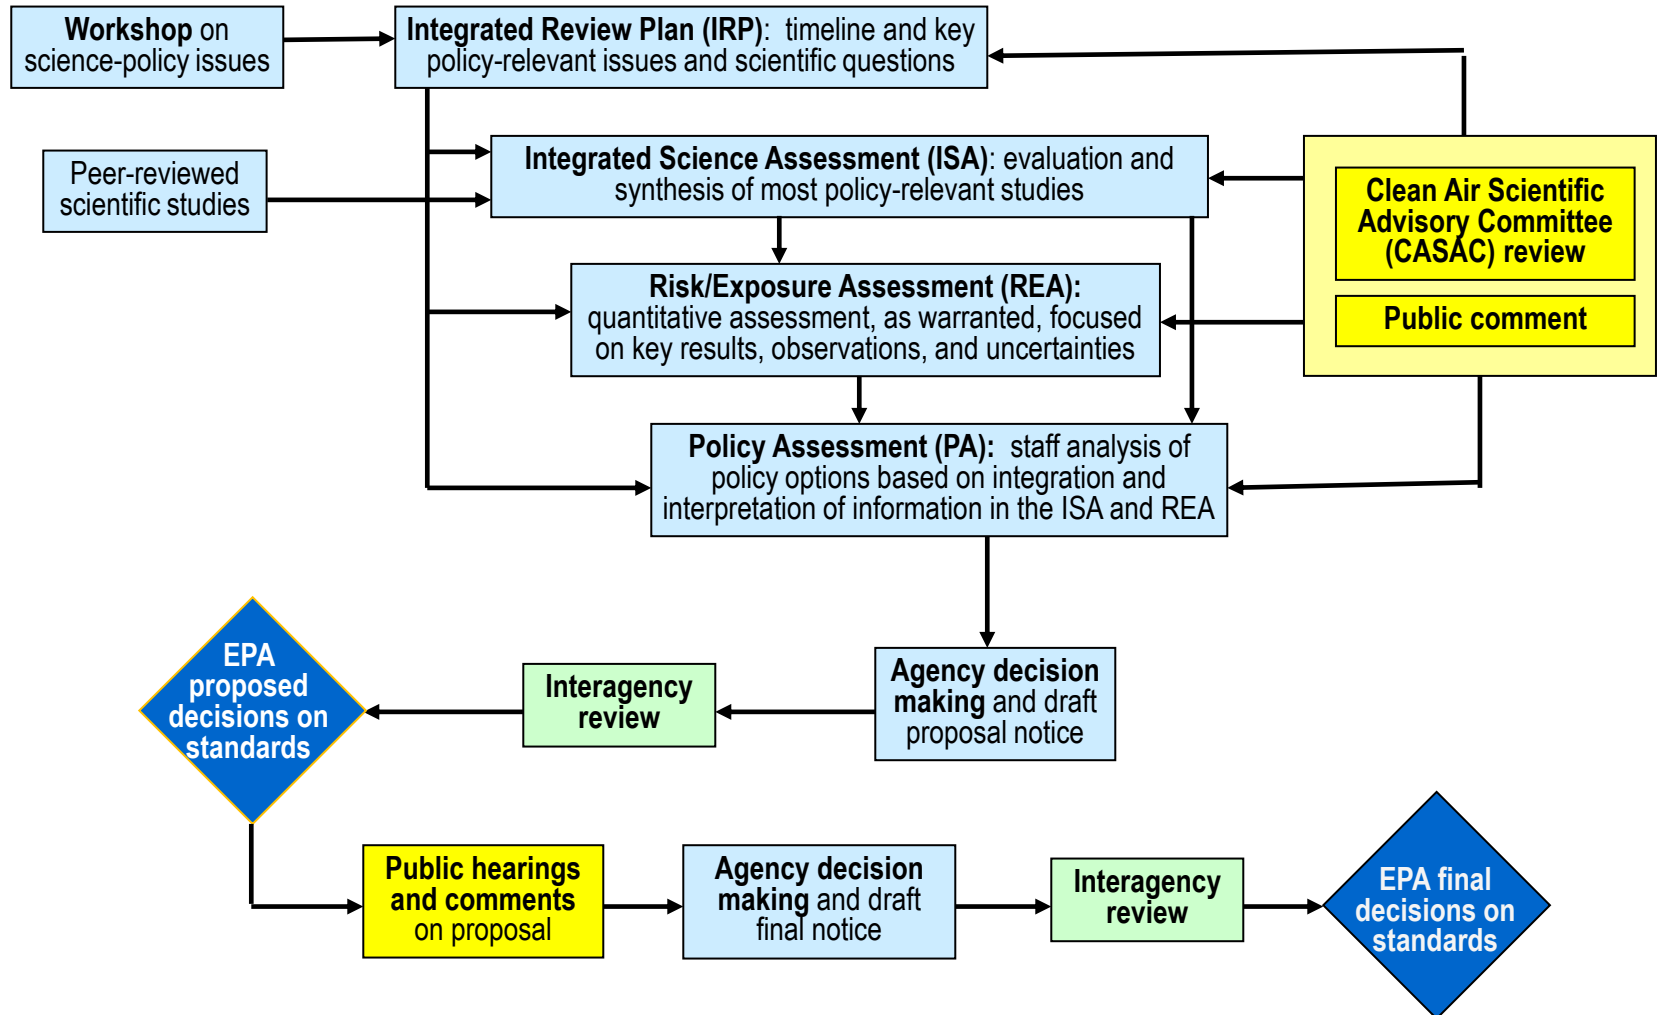 Workshop on
science-policy issues
Integrated Review Plan (IRP): timeline and key
policy-relevant issues and scientific questions
Peer-reviewed
scientific studies
Integrated Science Assessment (ISA): evaluation and
synthesis of most policy-relevant studies
Clean Air Scientific
Advisory Committee
(CASAC) review
Public comment
Risk/Exposure Assessment (REA):
quantitative assessment, as warranted, focused
on key results, observations, and uncertainties
Policy Assessment (PA): staff analysis of
policy options based on integration and
interpretation of information in the ISA and REA
EPA
proposed
decisions on
standards
Interagency
review
Agency decision
making and draft
proposal notice
Public hearings
and comments
on proposal
Agency decision
making and draft
final notice
Interagency
review
EPA final
decisions on
standards